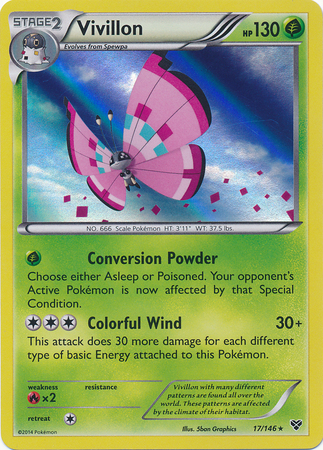 STAGE2
Vivillon
HP130
Evolves from Spewpa
NO. 666 Scale Pokémon HT: 3'11" WT: 37.5 lbs.
Conversion Powder
Choose either Asleep or Poisoned. Your opponent's
Active Pokémon is now affected by that Special
Condition.
Colorful Wind 30+
This attack does 30 more damage for each different
type of basic Energy attached to this Pokémon.
weakness
resistance
×2
retreat
Vivillon with many different
patterns are found all over the
world. These patterns are affected
by the climate of their habitat.
©2014 Pokémon
Illus. 5ban Graphics
17/146★
XY